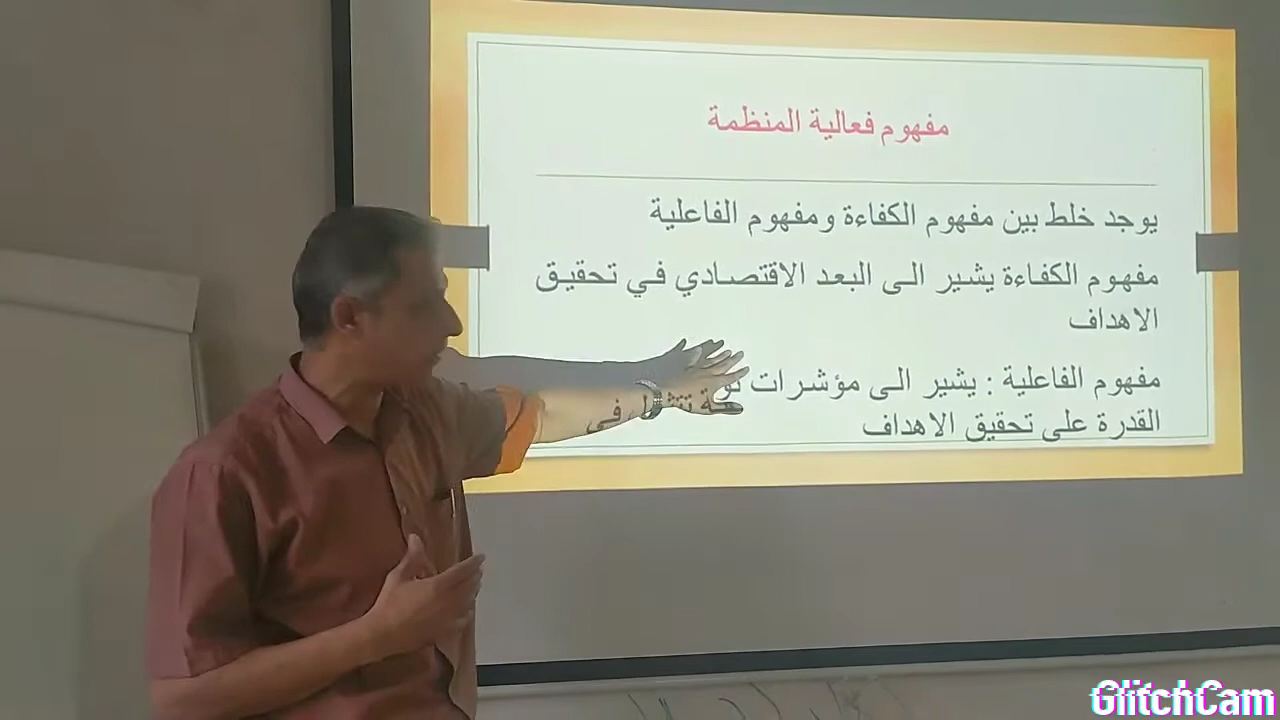 مفهوم فعالية المنظمة
يوجد خلط بين مفهوم الكفاءة ومفهوم الفاعلية
مفهوم الكفاءة يشير الى البعد الاقتصادي في تحقيق
الاهداف
مفهوم الفاعلية : يشير الى مؤشرات في
القدرة على تحقيق الاهداف
GlitchCam